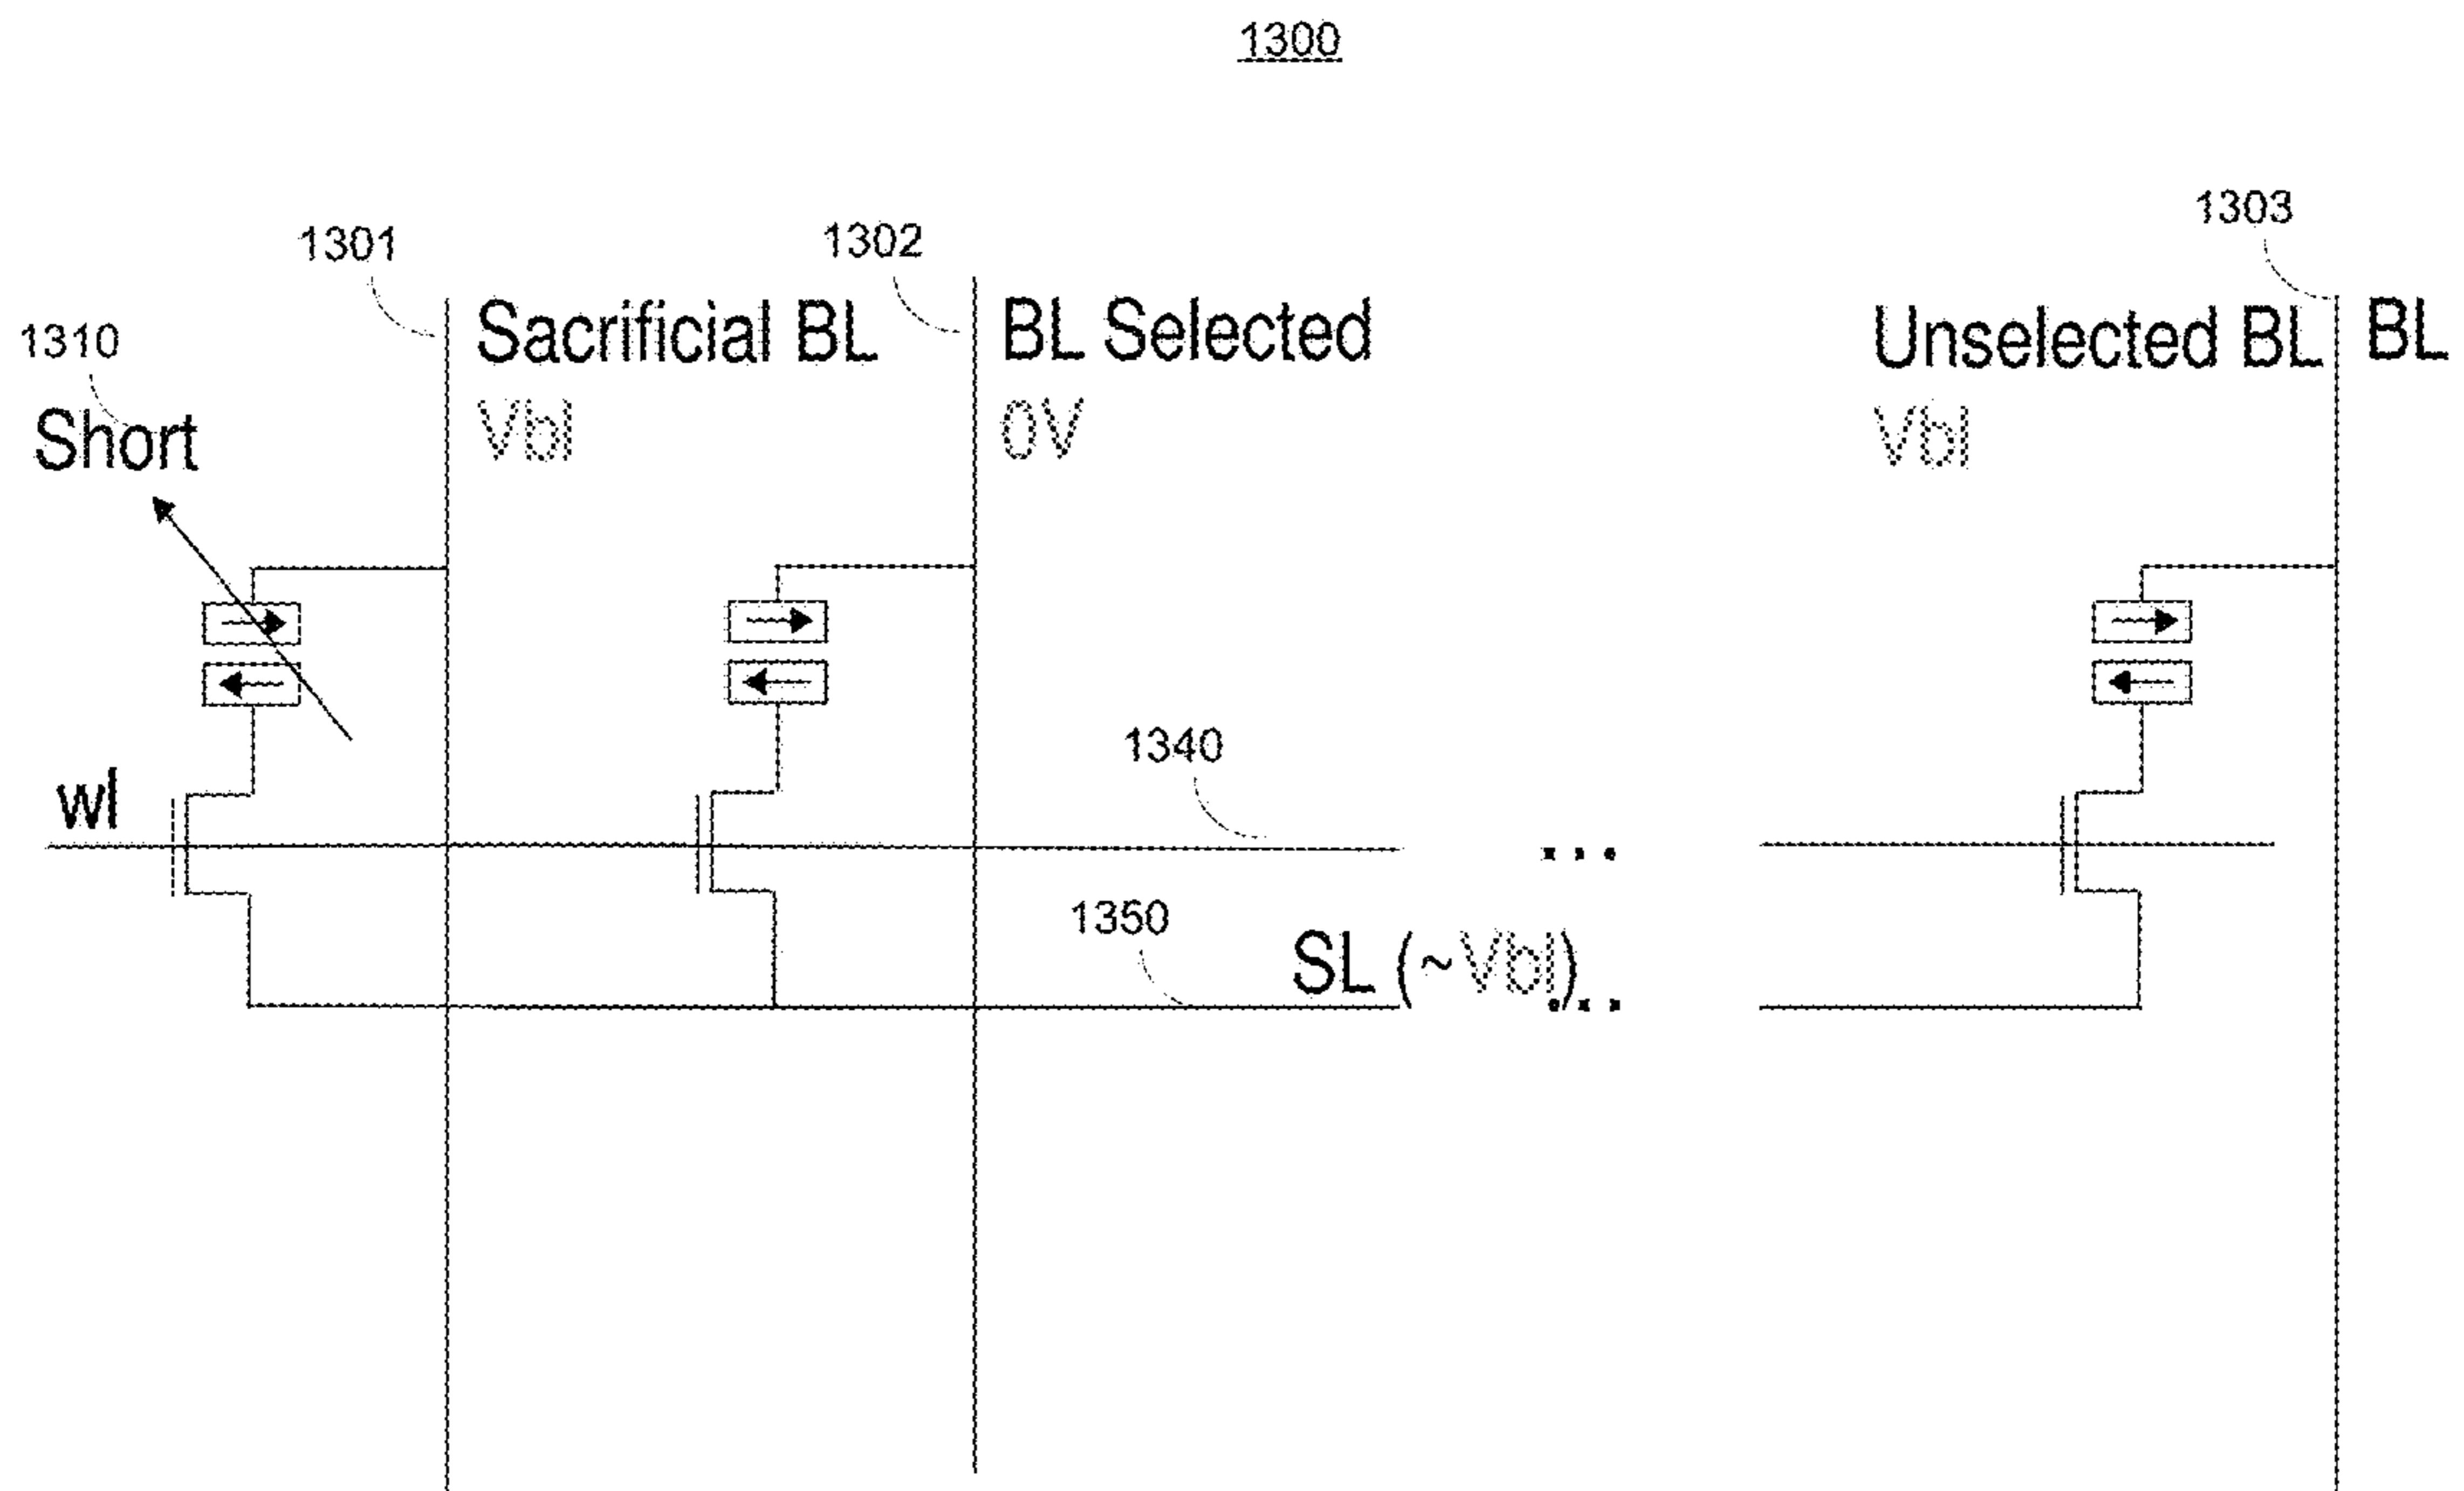 1300
1303
1301
1302
1310
Sacrificial BL
BL Selected
Unselected BL
BL
Vbl
0V
Vbl
Short
wl
1340
1350
SL (~Vbl)